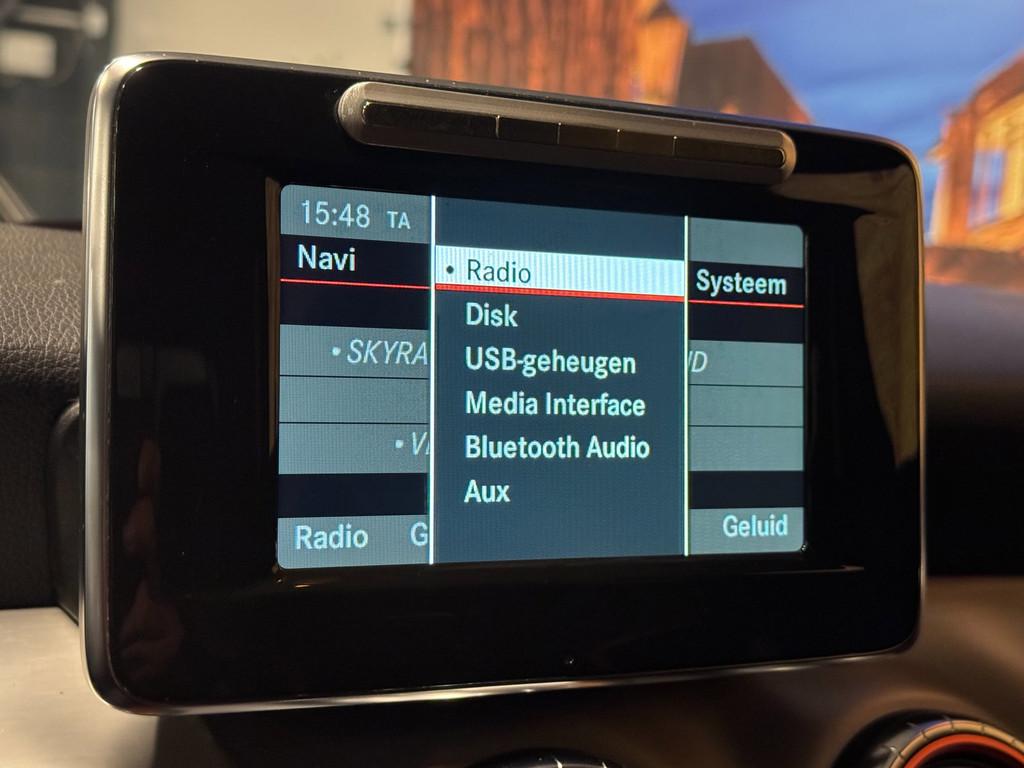 15:48 TA
Navi
Systeem
• Radio
Disk
USB-geheugen
Media Interface
Bluetooth Audio
Aux
Radio
Geluid